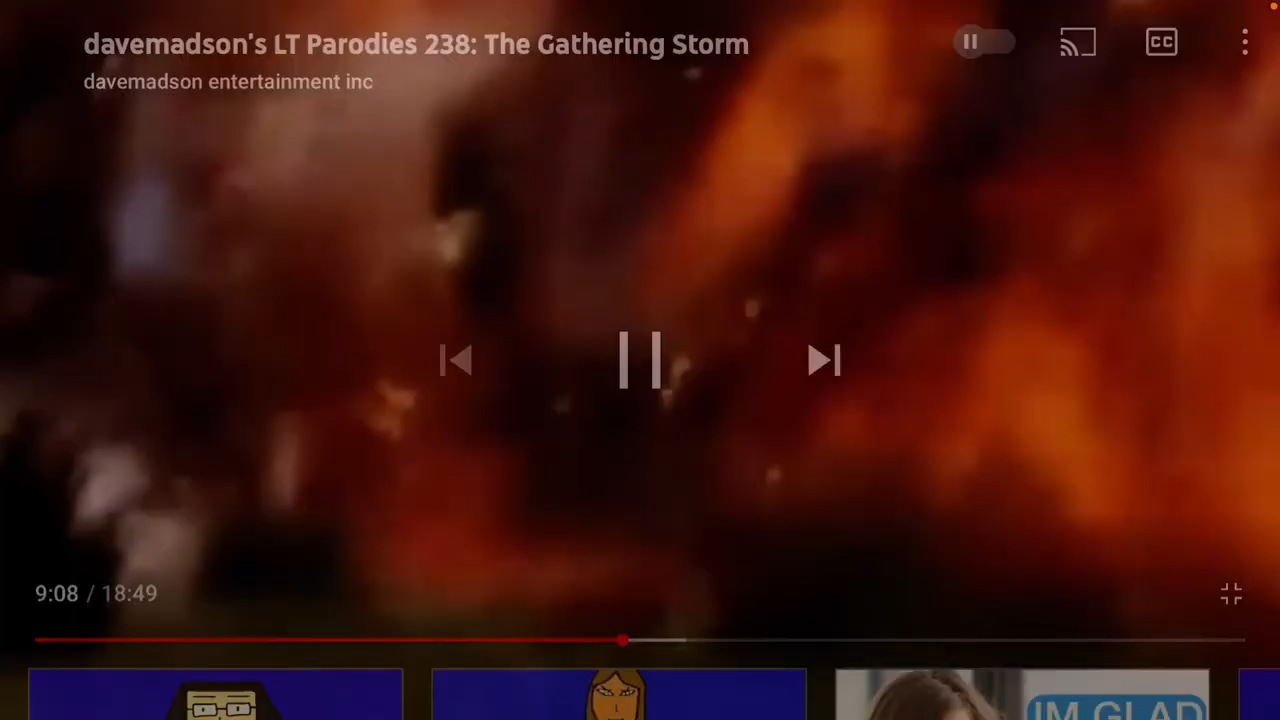 davemadson's LT Parodies 238: The Gathering Storm
davemadson entertainment inc
CC
9:08 / 18:49
IM GLAD